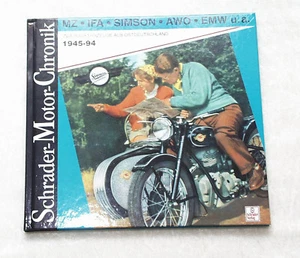 MZ • IFA • SIMSON • AWO • EMW u.a.
1945-94
Schrader-Motor-Chronik